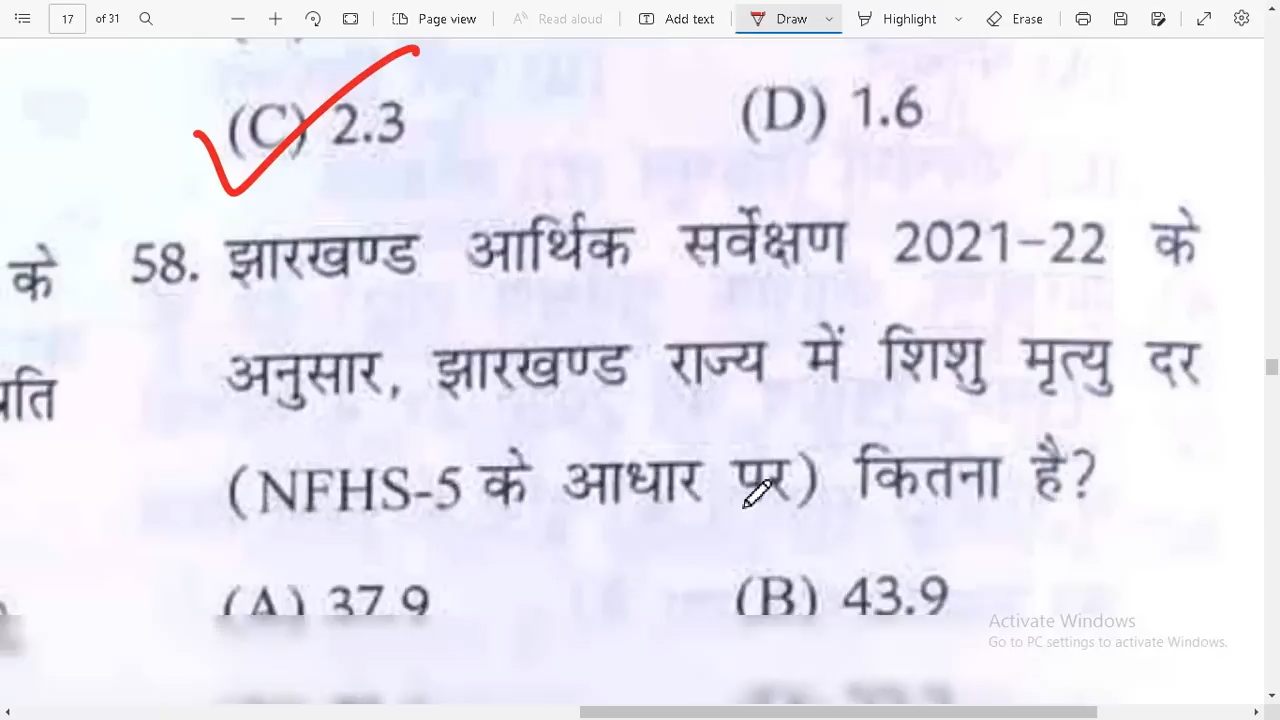 17 of 31 Page view Read aloud Add text Draw Highlight Erase
(C) 2.3 (D) 1.6
के 58. झारखण्ड आर्थिक सर्वेक्षण 2021-22 के
प्रति अनुसार, झारखण्ड राज्य में शिशु मृत्यु दर
(NFHS-5 के आधार पर) कितना है?
(A) 37.9 (B) 43.9
Activate Windows
Go to PC settings to activate Windows.